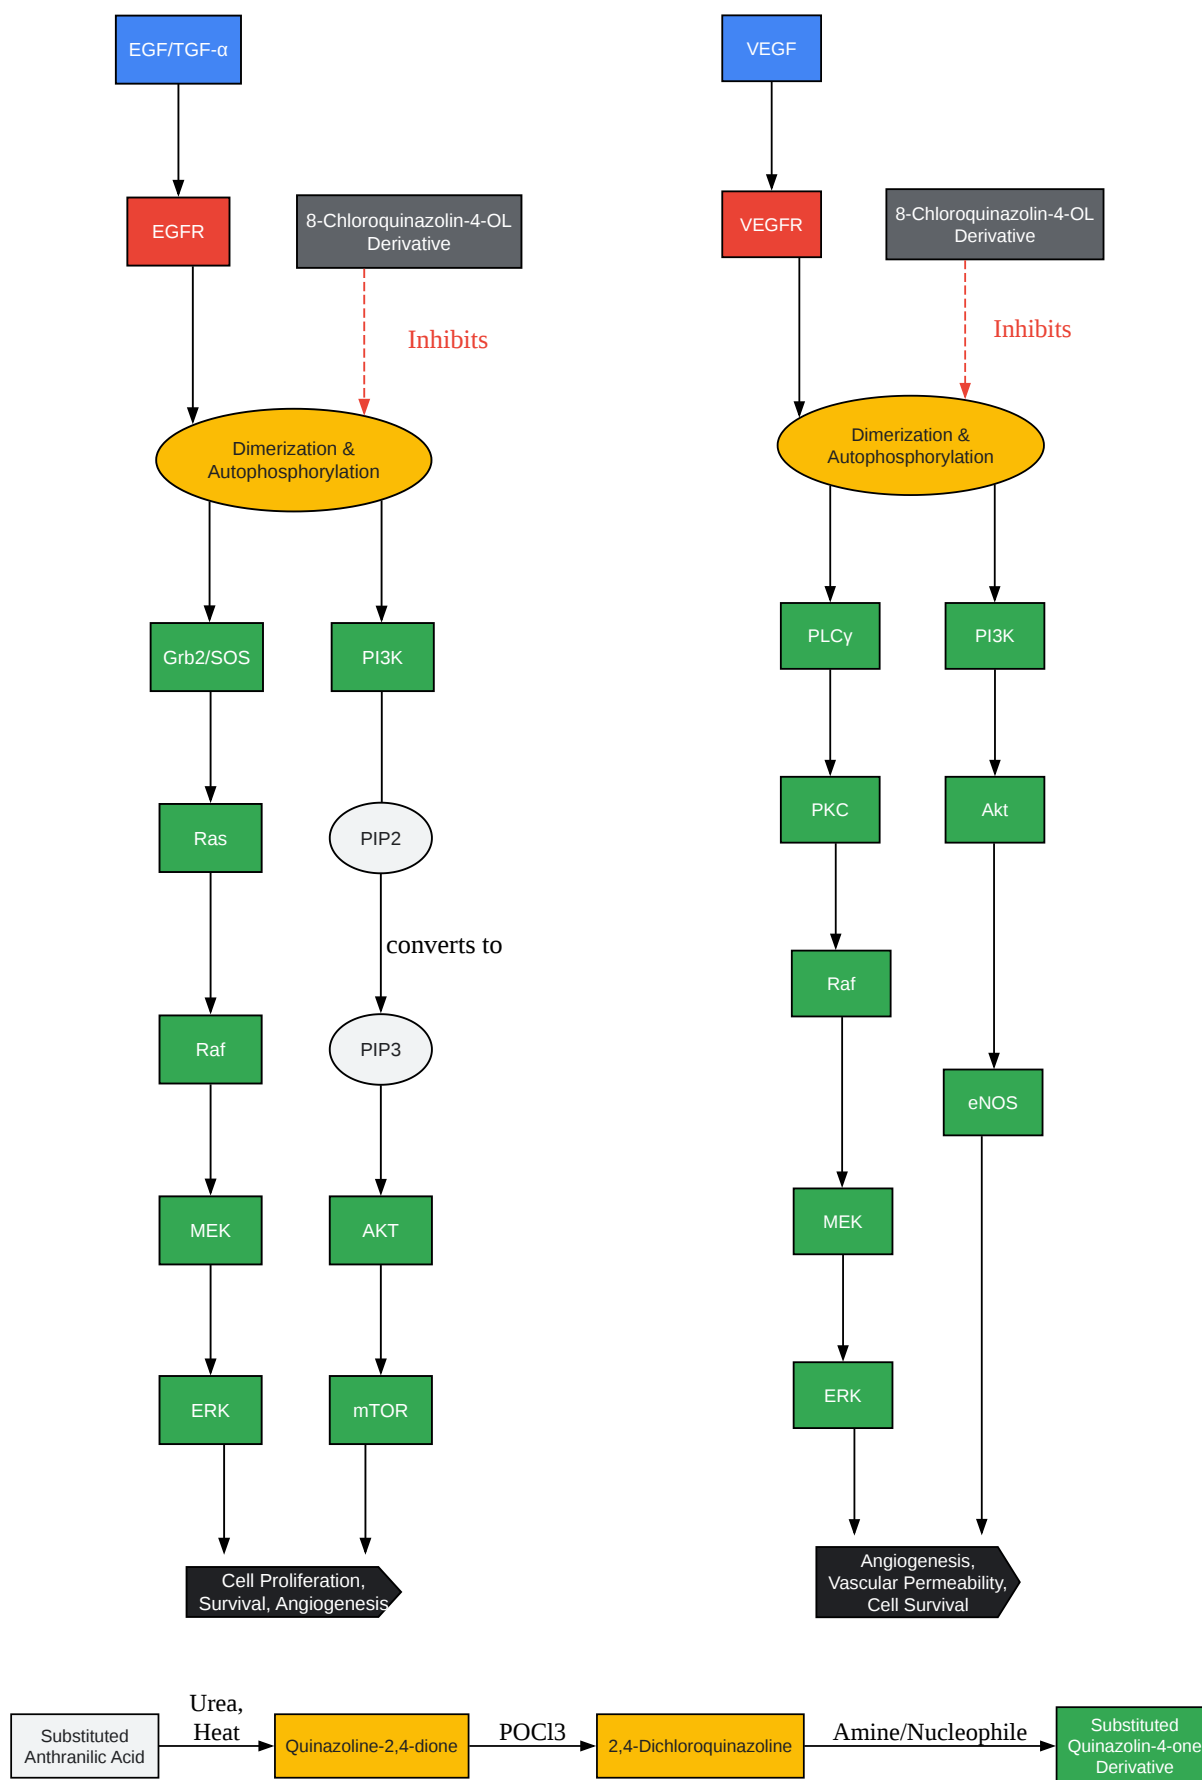 EGF/TGF-α
EGFR
8-Chloroquinazolin-4-OL
Derivative
Inhibits
Dimerization &
Autophosphorylation
Grb2/SOS
PI3K
Ras
PIP2
converts to
Raf
PIP3
MEK
AKT
ERK
mTOR
Cell Proliferation,
Survival, Angiogenesis
VEGF
VEGFR
8-Chloroquinazolin-4-OL
Derivative
Inhibits
Dimerization &
Autophosphorylation
PLCγ
PI3K
PKC
Akt
Raf
eNOS
MEK
ERK
Angiogenesis,
Vascular Permeability,
Cell Survival
Substituted
Anthranilic Acid
Urea,
Heat
Quinazoline-2,4-dione
POCl3
2,4-Dichloroquinazoline
Amine/Nucleophile
Substituted
Quinazolin-4-one
Derivative